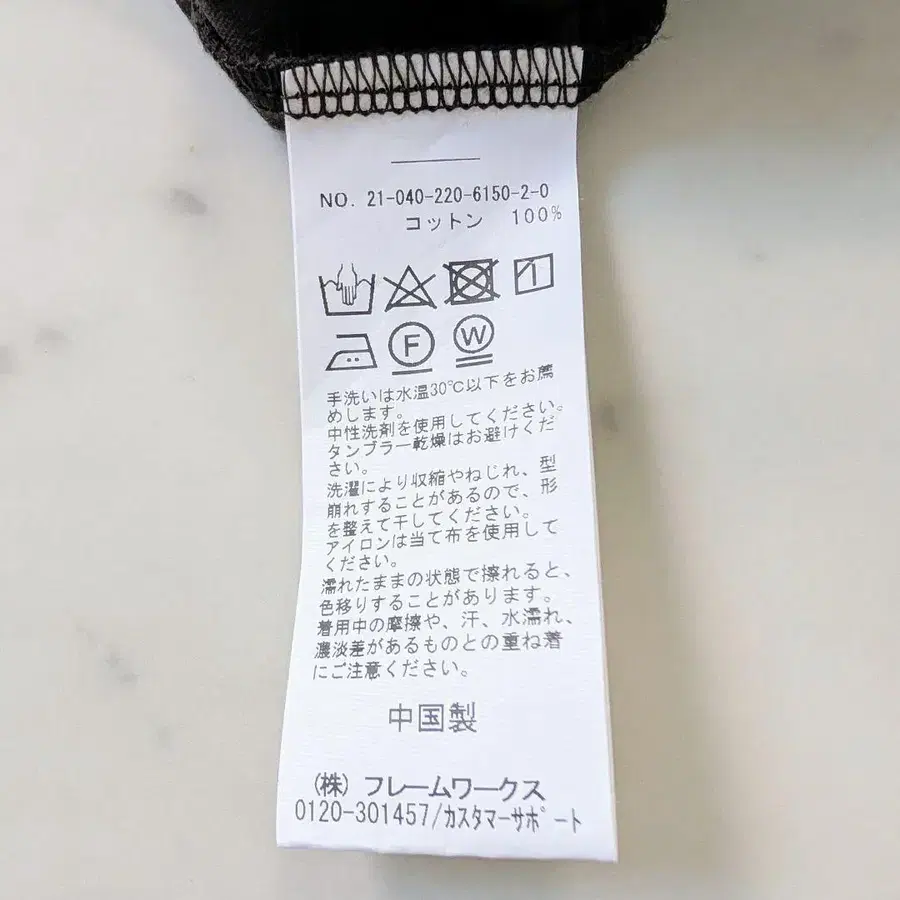 NO. 21-040-220-6150-2-0
コットン 100%
F W
手洗いは水温30℃以下をお薦
めします。
中性洗剤を使用してください。
タンブラー乾燥はお避けくだ
さい。
洗濯により収縮やねじれ、型
崩れすることがあるので、形
を整えて干してください。
アイロンは当て布を使用して
ください。
濡れたままの状態で擦れると、
色移りすることがあります。
着用中の摩擦や、汗、水濡れ、
濃淡差があるものとの重ね着
にご注意ください。
中国製
(株) フレームワークス
0120-301457/カスタマーサポート